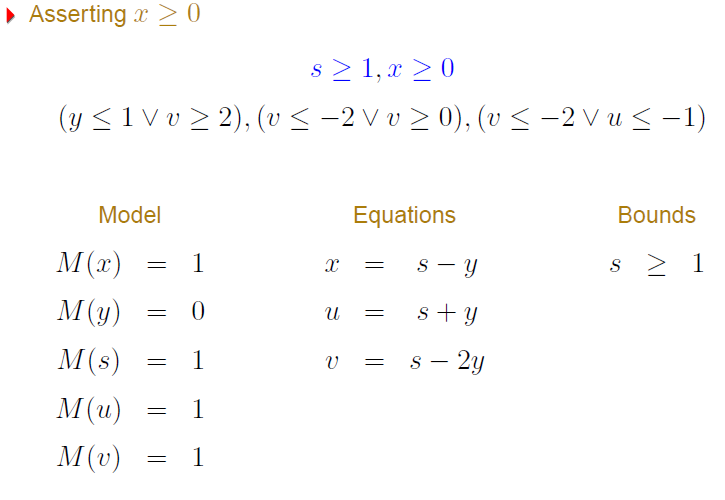 Asserting x ≥ 0
s ≥ 1, x ≥ 0
(y ≤ 1 ∨ v ≥ 2), (v ≤ −2 ∨ v ≥ 0), (v ≤ −2 ∨ u ≤ −1)
Model Equations Bounds
M(x) = 1 x = s − y s ≥ 1
M(y) = 0 u = s + y
M(s) = 1 v = s − 2y
M(u) = 1
M(v) = 1